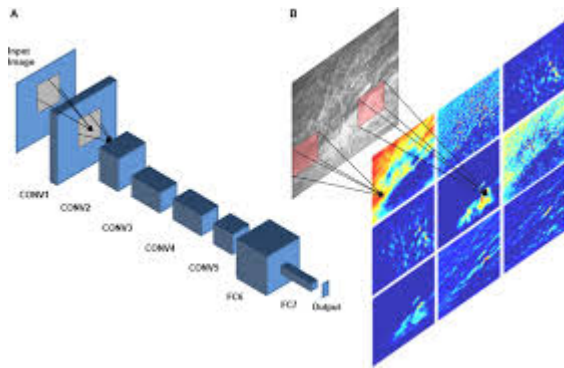 A
B
Input
Image
CONV1
CONV2
CONV3
CONV4
CONV5
FC6
FC7
Output